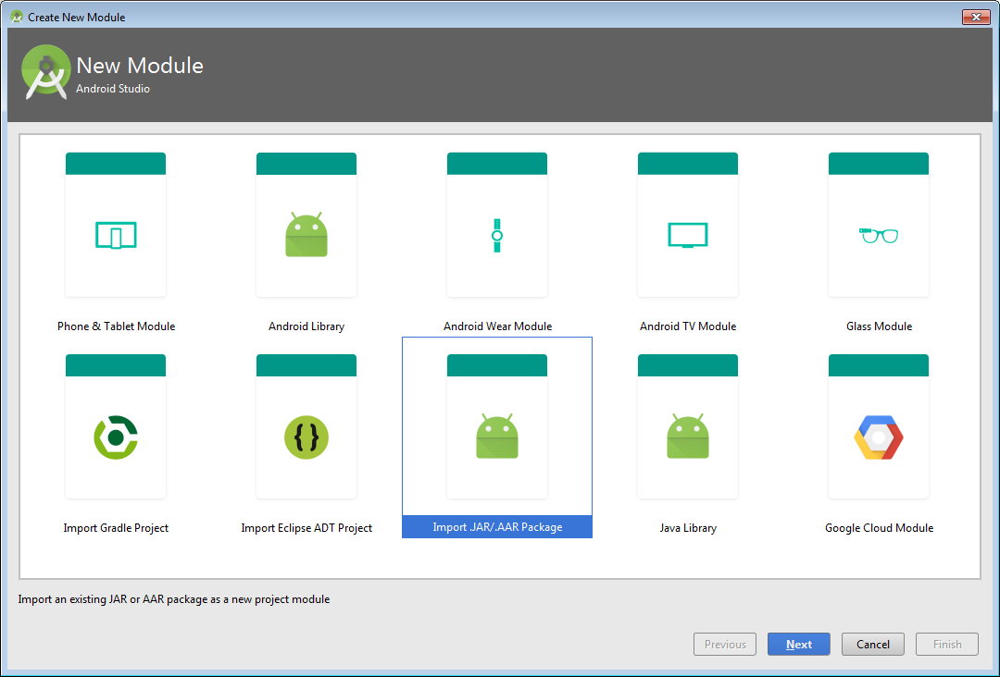 Create New Module
New Module
Android Studio
Phone & Tablet Module
Android Library
Android Wear Module
Android TV Module
Glass Module
{}
Import Gradle Project
Import Eclipse ADT Project
Import .JAR/.AAR Package
Java Library
Google Cloud Module
Import an existing JAR or AAR package as a new project module
Previous
Next
Cancel
Finish